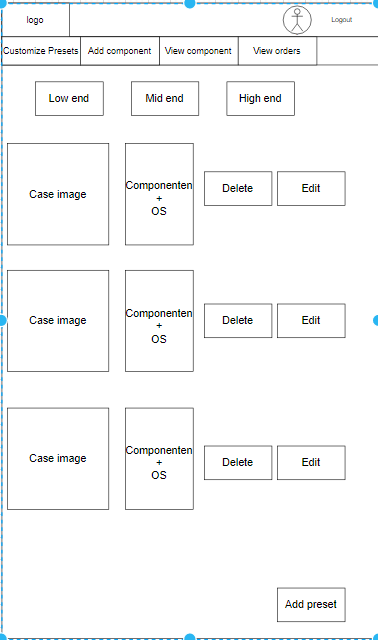 logo
Logout
Customize Presets
Add component
View component
View orders
Low end
Mid end
High end
Case image
Componenten
+
OS
Delete
Edit
Case image
Componenten
+
OS
Delete
Edit
Case image
Componenten
+
OS
Delete
Edit
Add preset